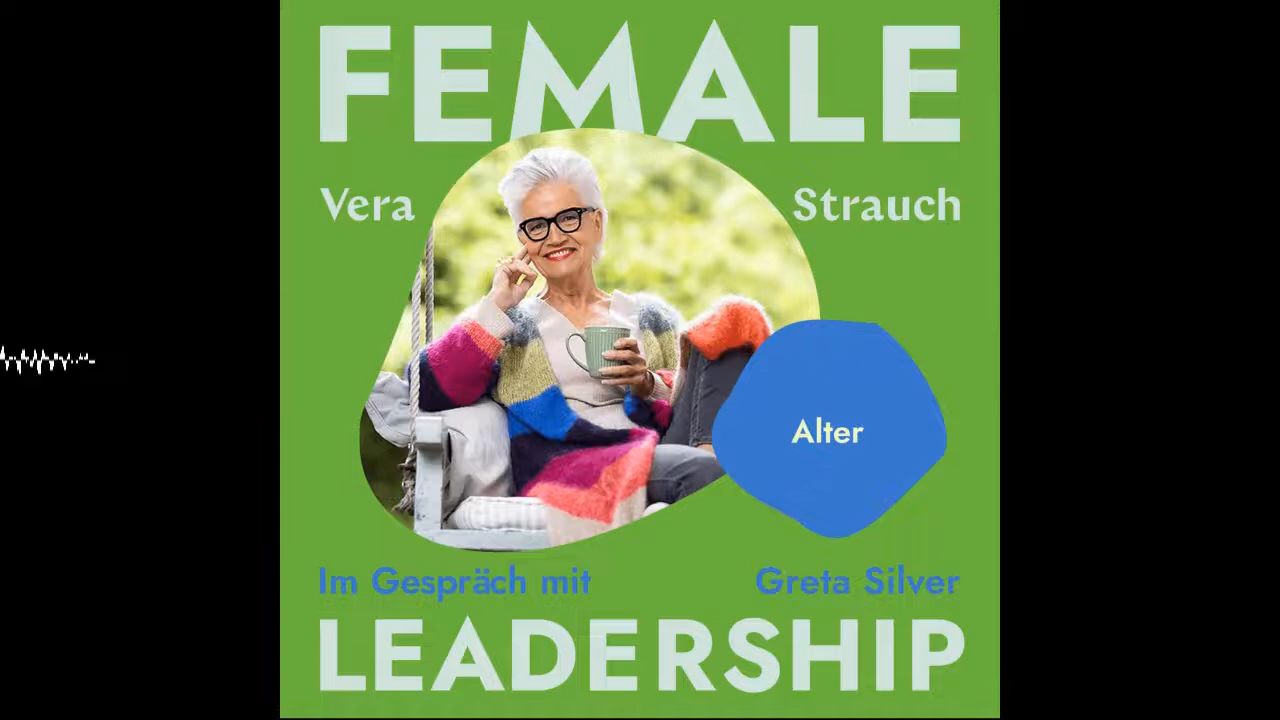 FEMALE
Vera Strauch
Alter
Im Gespräch mit Greta Silver
LEADERSHIP